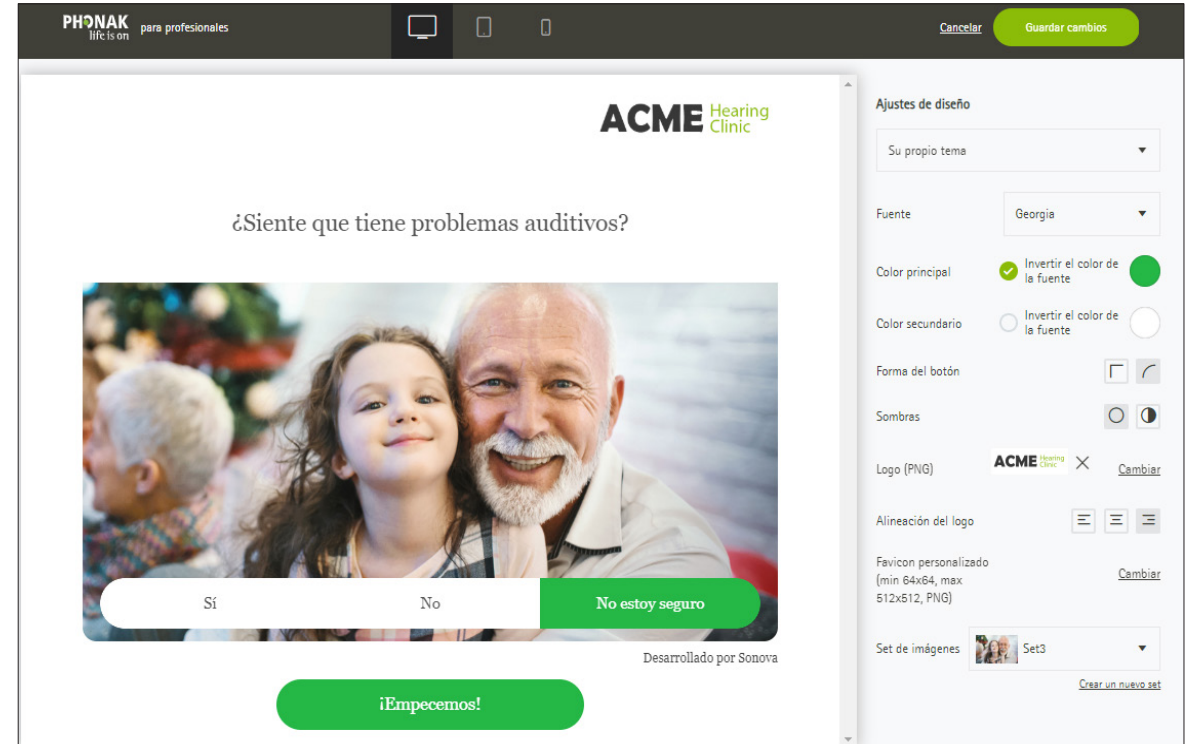 PHONAK
life is on
para profesionales
Cancelar
Guardar cambios
ACME Hearing
Clinic
¿Siente que tiene problemas auditivos?
Sí
No
No estoy seguro
Desarrollado por Sonova
¡Empecemos!
Ajustes de diseño
Su propio tema
Fuente
Georgia
Color principal
Invertir el color de
la fuente
Color secundario
Invertir el color de
la fuente
Forma del botón
Sombras
Logo (PNG)
ACME Hearing
Clinic
Cambiar
Alineación del logo
Favicon personalizado
(min 64x64, max
512x512, PNG)
Cambiar
Set de imágenes
Set3
Crear un nuevo set